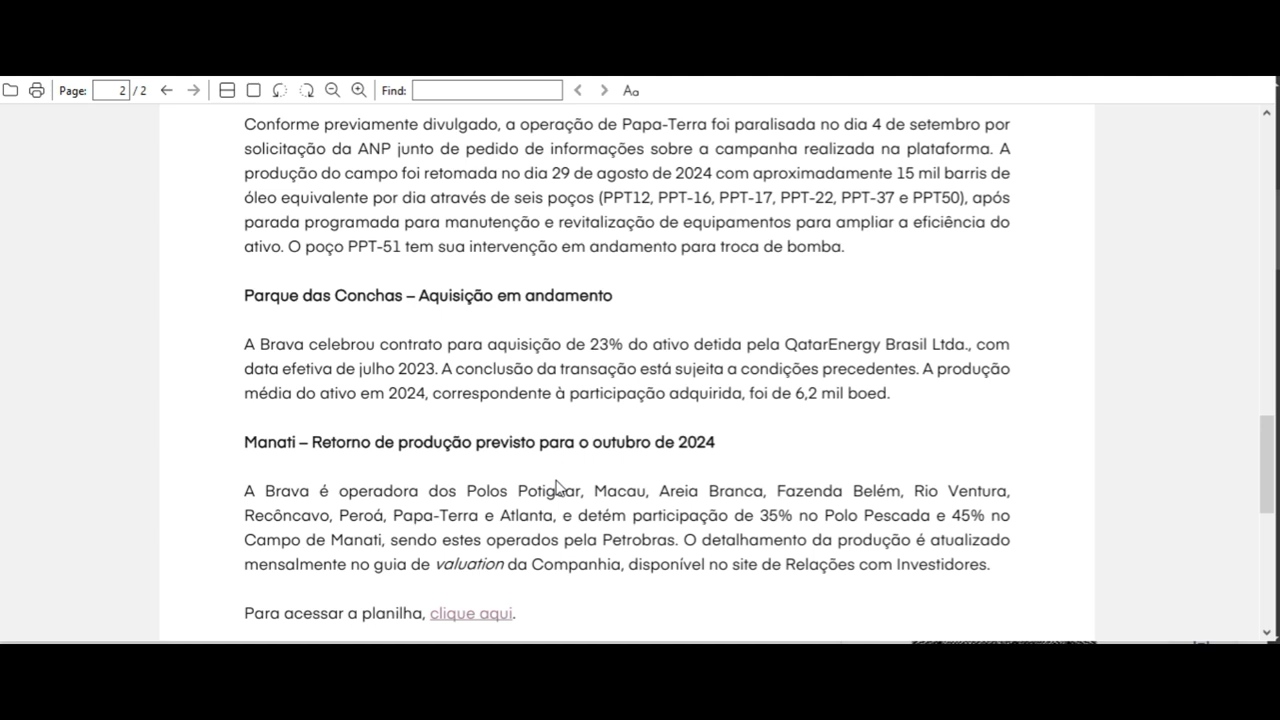 Page: 2 / 2 Find: Aa
Conforme previamente divulgado, a operação de Papa-Terra foi paralisada no dia 4 de setembro por
solicitação da ANP junto de pedido de informações sobre a campanha realizada na plataforma. A
produção do campo foi retomada no dia 29 de agosto de 2024 com aproximadamente 15 mil barris de
óleo equivalente por dia através de seis poços (PPT12, PPT-16, PPT-17, PPT-22, PPT-37 e PPT50), após
parada programada para manutenção e revitalização de equipamentos para ampliar a eficiência do
ativo. O poço PPT-51 tem sua intervenção em andamento para troca de bomba.
Parque das Conchas – Aquisição em andamento
A Brava celebrou contrato para aquisição de 23% do ativo detida pela QatarEnergy Brasil Ltda., com
data efetiva de julho 2023. A conclusão da transação está sujeita a condições precedentes. A produção
média do ativo em 2024, correspondente à participação adquirida, foi de 6,2 mil boed.
Manati – Retorno de produção previsto para o outubro de 2024
A Brava é operadora dos Polos Potiguar, Macau, Areia Branca, Fazenda Belém, Rio Ventura,
Recôncavo, Peroá, Papa-Terra e Atlanta, e detém participação de 35% no Polo Pescada e 45% no
Campo de Manati, sendo estes operados pela Petrobras. O detalhamento da produção é atualizado
mensalmente no guia de valuation da Companhia, disponível no site de Relações com Investidores.
Para acessar a planilha, clique aqui.